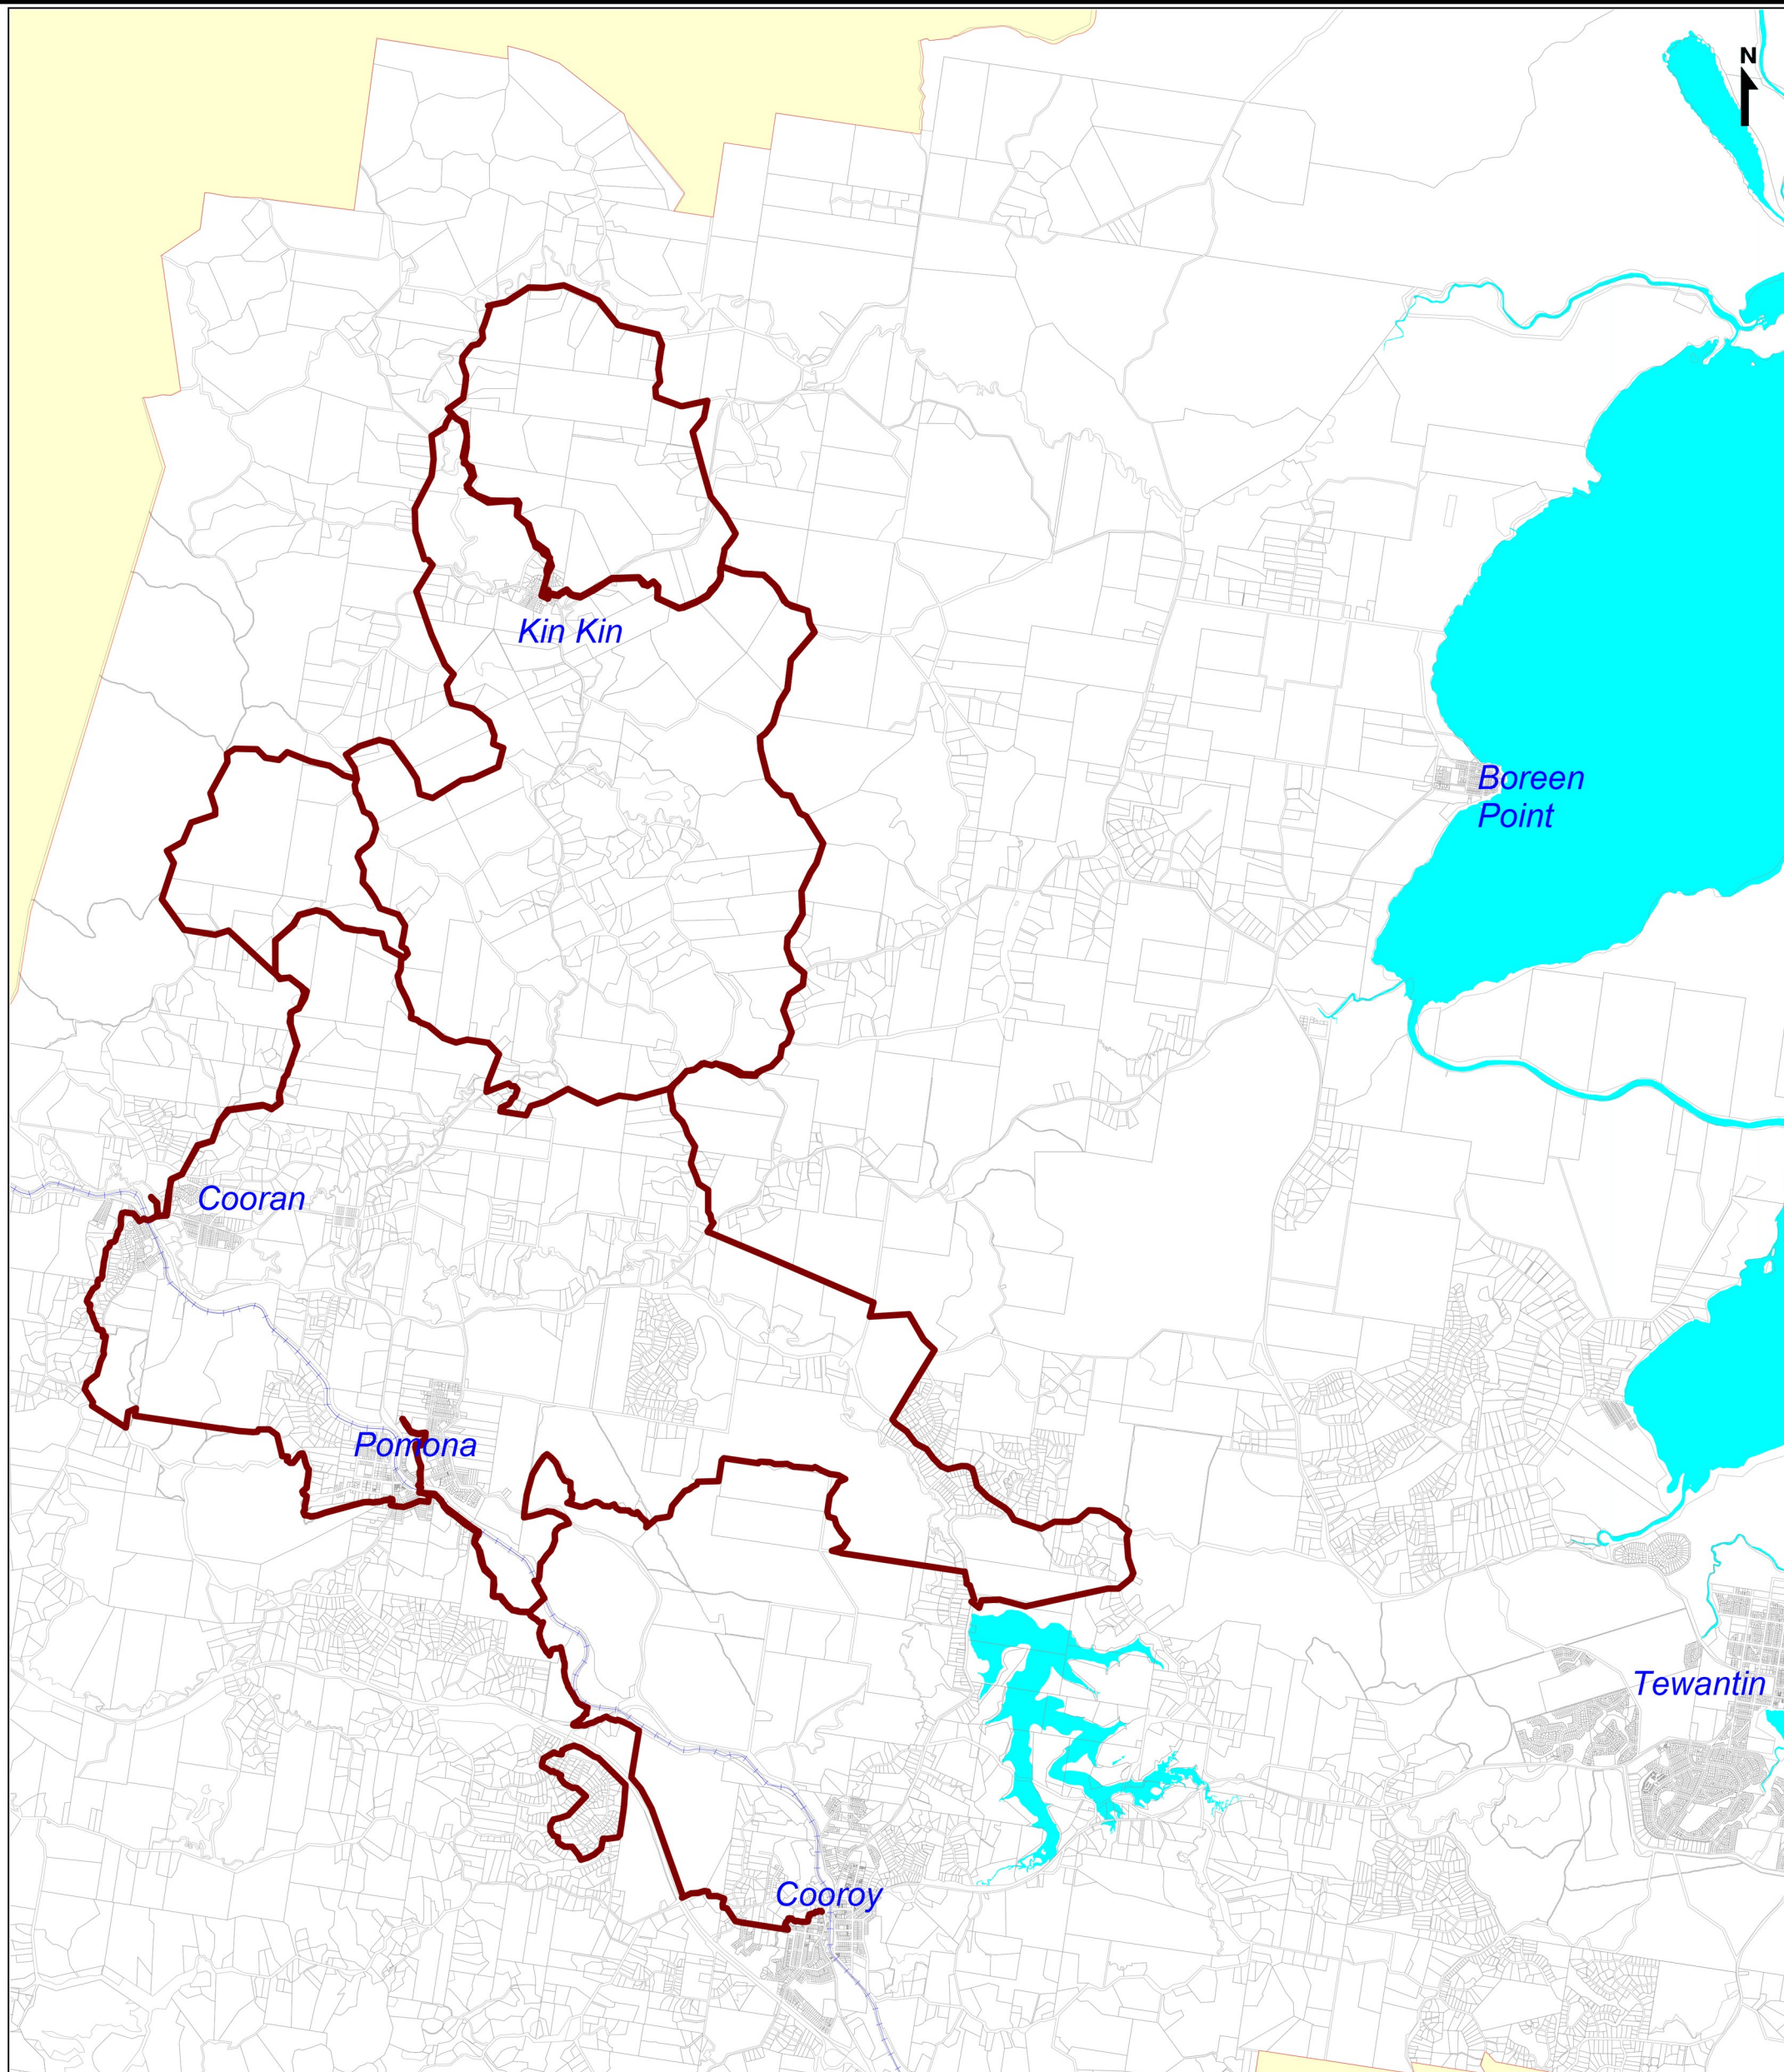 N
Kin Kin
Boreen
Point
Cooran
Pomona
Tewantin
Cooroy